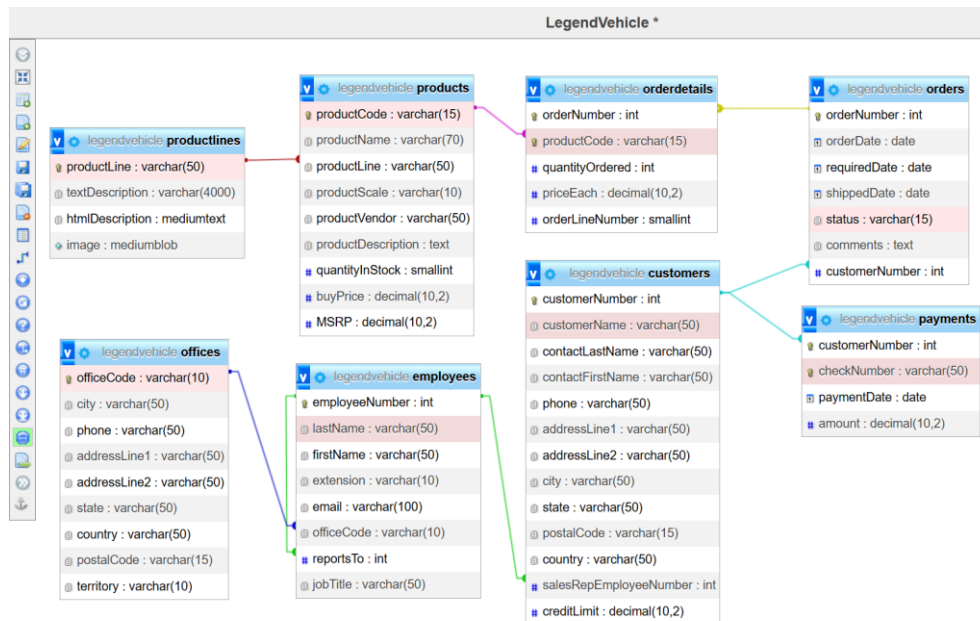 LegendVehicle *
legendvehicle productlines
productLine : varchar(50)
textDescription : varchar(4000)
htmlDescription : mediumtext
image : mediumblob
legendvehicle products
productCode : varchar(15)
productName : varchar(70)
productLine : varchar(50)
productScale : varchar(10)
productVendor : varchar(50)
productDescription : text
quantityInStock : smallint
buyPrice : decimal(10,2)
MSRP : decimal(10,2)
legendvehicle orderdetails
orderNumber : int
productCode : varchar(15)
quantityOrdered : int
priceEach : decimal(10,2)
orderLineNumber : smallint
legendvehicle orders
orderNumber : int
orderDate : date
requiredDate : date
shippedDate : date
status : varchar(15)
comments : text
customerNumber : int
legendvehicle offices
officeCode : varchar(10)
city : varchar(50)
phone : varchar(50)
addressLine1 : varchar(50)
addressLine2 : varchar(50)
state : varchar(50)
country : varchar(50)
postalCode : varchar(15)
territory : varchar(10)
legendvehicle employees
employeeNumber : int
lastName : varchar(50)
firstName : varchar(50)
extension : varchar(10)
email : varchar(100)
officeCode : varchar(10)
reportsTo : int
jobTitle : varchar(50)
legendvehicle customers
customerNumber : int
customerName : varchar(50)
contactLastName : varchar(50)
contactFirstName : varchar(50)
phone : varchar(50)
addressLine1 : varchar(50)
addressLine2 : varchar(50)
city : varchar(50)
state : varchar(50)
postalCode : varchar(15)
country : varchar(50)
salesRepEmployeeNumber : int
creditLimit : decimal(10,2)
legendvehicle payments
customerNumber : int
checkNumber : varchar(50)
paymentDate : date
amount : decimal(10,2)